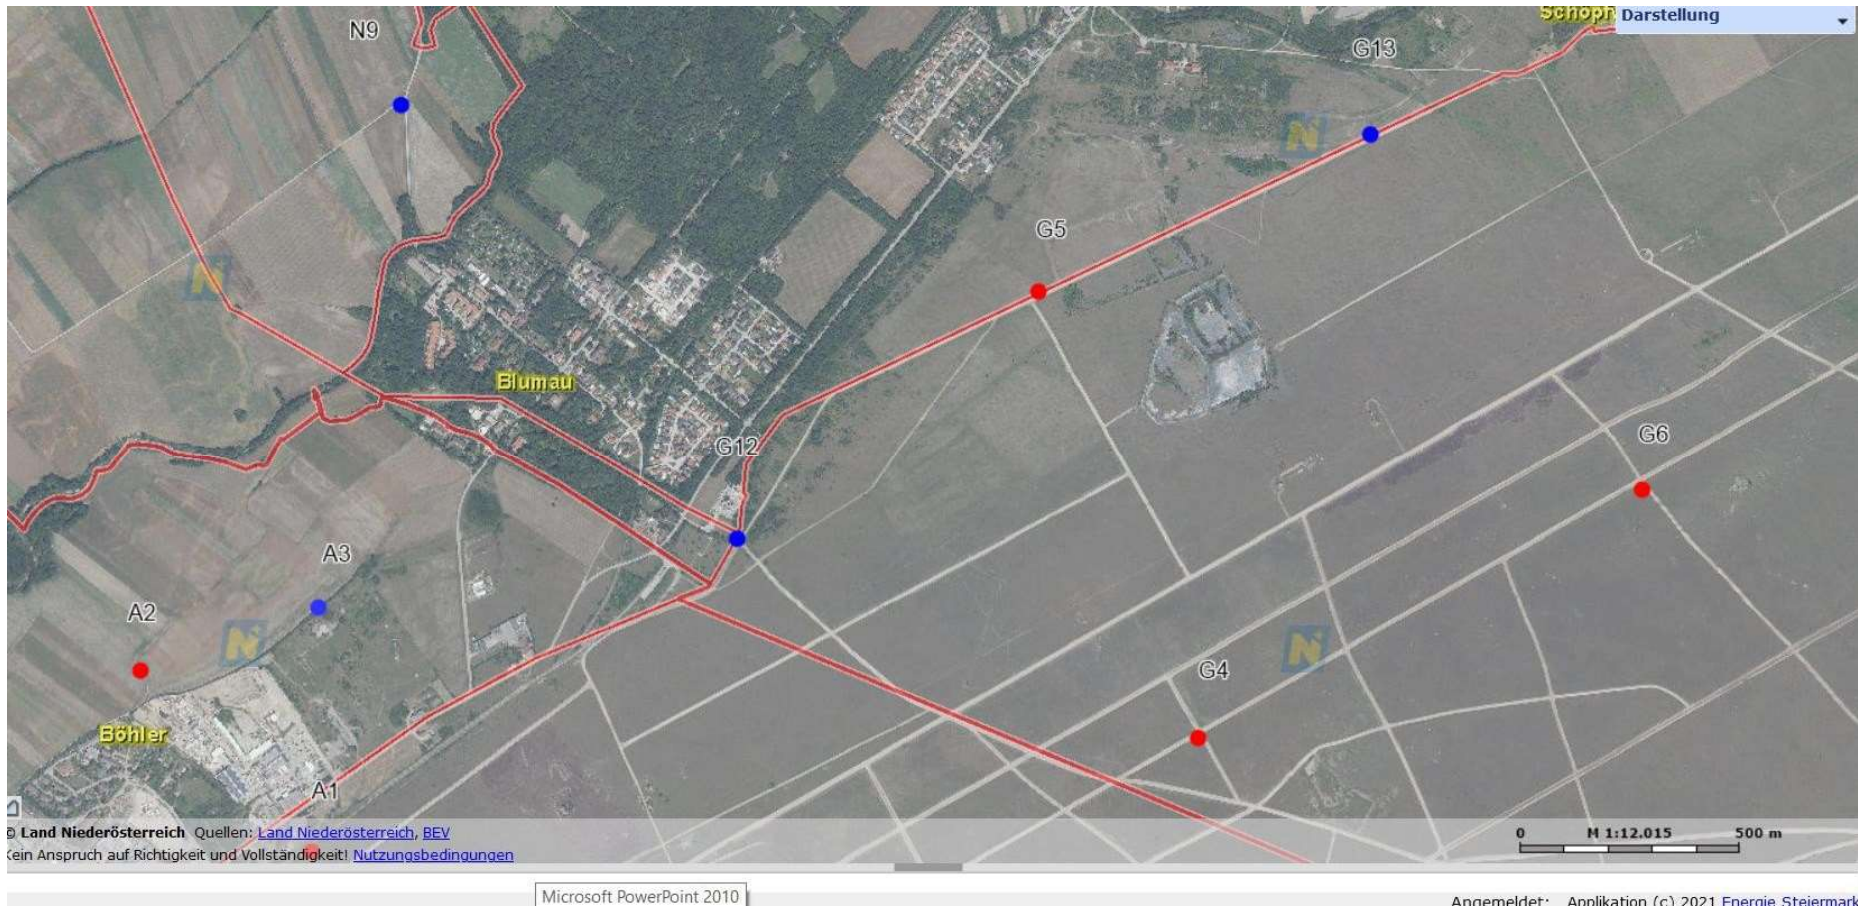 N9
Schöpf
Darstellung
G13
G5
Blumau
G12
G6
A3
A2
G4
Böhler
A1
© Land Niederösterreich Quellen: Land Niederösterreich, BEV
Kein Anspruch auf Richtigkeit und Vollständigkeit! Nutzungsbedingungen
0 M 1:12.015 500 m
Microsoft PowerPoint 2010
Angemeldet: Applikation (c) 2021 Energie Steiermark